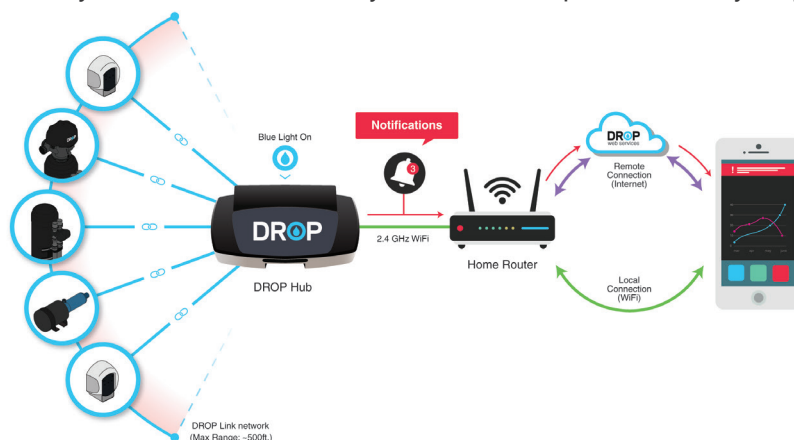 Blue Light On
Notifications
3
DROP
web services
Remote
Connection
(Internet)
!
DROP
2.4 GHz WiFi
Home Router
DROP Hub
Local
Connection
(WiFi)
DROP Link network
(Max Range: ~500ft.)